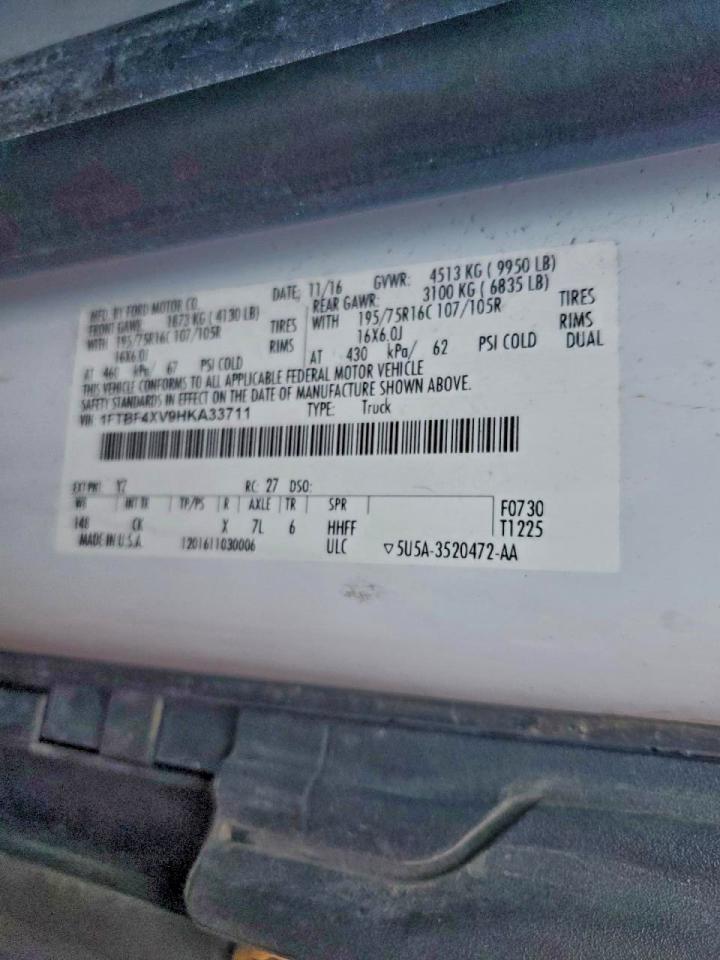 MFD. BY FORD MOTOR CO. DATE: 11/16 GVWR: 4513 KG ( 9950 LB)
FRONT GAWR: 1873 KG ( 4130 LB) REAR GAWR: 3100 KG ( 6835 LB)
WITH 195/75R16C 107/105R TIRES WITH 195/75R16C 107/105R TIRES
16X6.0J RIMS 16X6.0J RIMS
AT 460 kPa/ 67 PSI COLD AT 430 kPa/ 62 PSI COLD DUAL
THIS VEHICLE CONFORMS TO ALL APPLICABLE FEDERAL MOTOR VEHICLE
SAFETY STANDARDS IN EFFECT ON THE DATE OF MANUFACTURE SHOWN ABOVE.
VIN: 1FTBF4XV9HKA33711 TYPE: Truck
EXT PNT: YZ RC: 27 DSO:
WB INT TR TP/PS R AXLE TR SPR
148 CK X 7L 6 HHFF
F0730
T1225
MADE IN U.S.A. 1201611030006 ULC ▽5U5A-3520472-AA